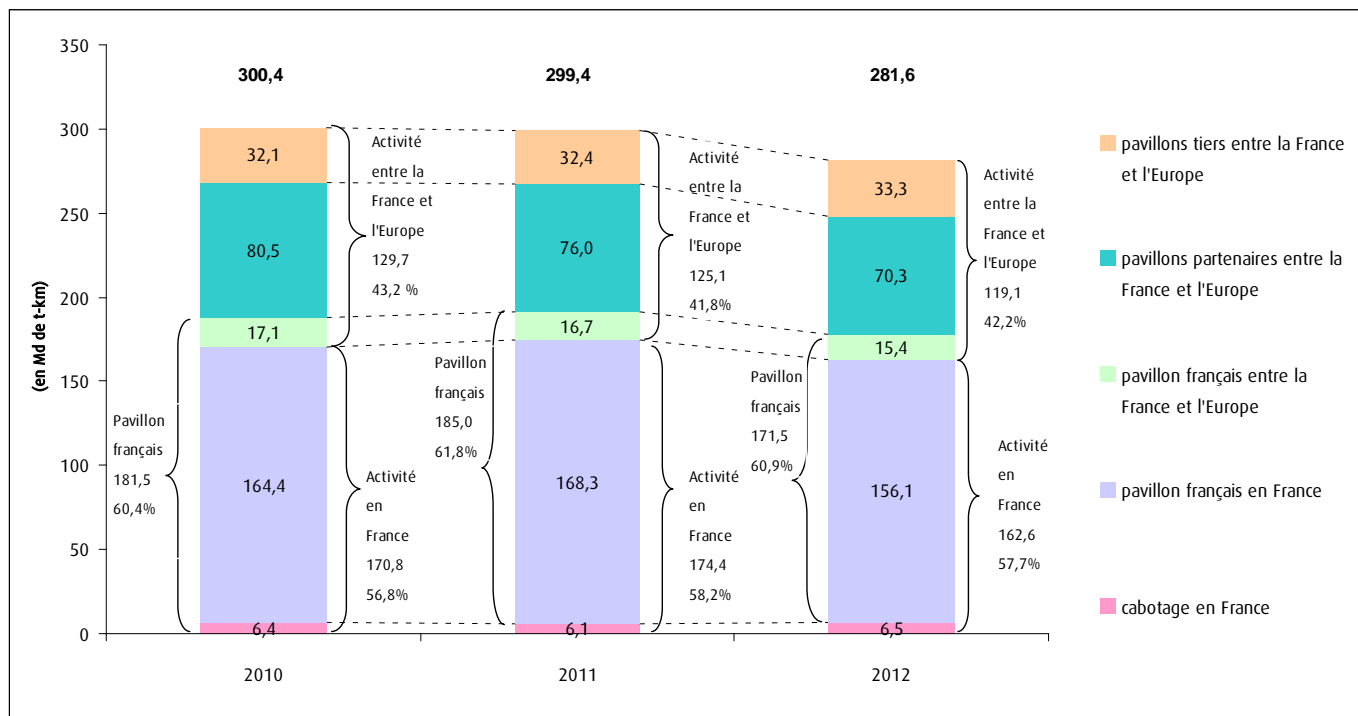 (en Md de t-km)
350
300
250
200
150
100
50
0
300,4
32,1
80,5
17,1
164,4
6,4
Pavillon
français
181,5
60,4%
Activité
entre la
France et
l'Europe
129,7
43,2 %
Activité
en
France
170,8
56,8%
2010
299,4
32,4
76,0
16,7
168,3
6,1
Pavillon
français
185,0
61,8%
Activité
entre la
France et
l'Europe
125,1
41,8%
Activité
en
France
174,4
58,2%
2011
281,6
33,3
70,3
15,4
156,1
6,5
Pavillon
français
171,5
60,9%
Activité
entre la
France et
l'Europe
119,1
42,2%
Activité
en
France
162,6
57,7%
2012
pavillons tiers entre la France
et l'Europe
pavillons partenaires entre la
France et l'Europe
pavillon français entre la
France et l'Europe
pavillon français en France
cabotage en France